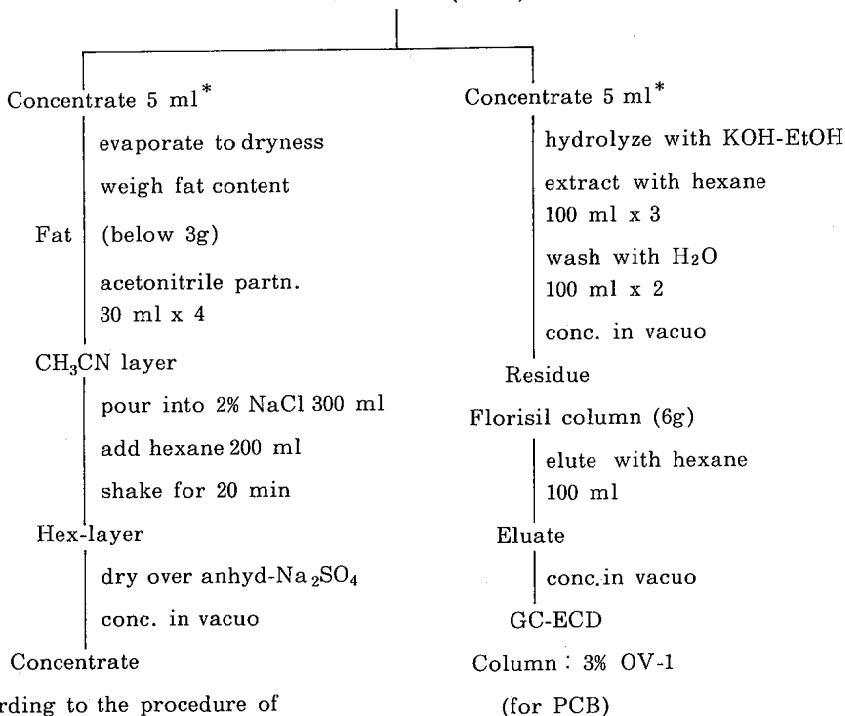 Concentrate 5 ml*
evaporate to dryness
weigh fat content
Fat (below 3g)
acetonitrile partn.
30 ml x 4
CH₃CN layer
pour into 2% NaCl 300 ml
add hexane 200 ml
shake for 20 min
Hex-layer
dry over anhyd-Na₂SO₄
conc. in vacuo
Concentrate
rding to the procedure of
Concentrate 5 ml*
hydrolyze with KOH-EtOH
extract with hexane
100 ml x 3
wash with H₂O
100 ml x 2
conc. in vacuo
Residue
Florisil column (6g)
elute with hexane
100 ml
Eluate
conc. in vacuo
GC-ECD
Column : 3% OV-1
(for PCB)